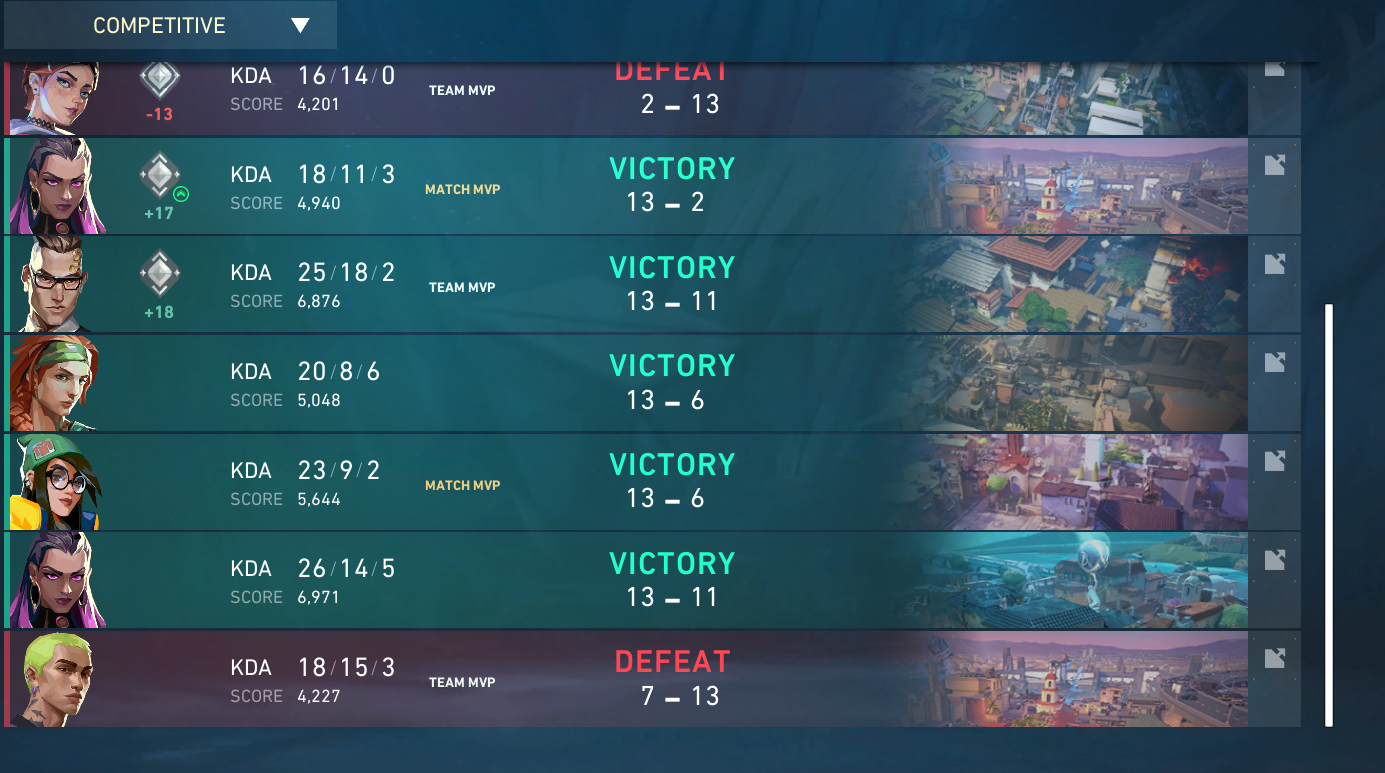 COMPETITIVE
KDA 16/14/0
SCORE 4,201
-13
TEAM MVP
DEFEAT
2 – 13
KDA 18/11/3
SCORE 4,940
+17
MATCH MVP
VICTORY
13 – 2
KDA 25/18/2
SCORE 6,876
+18
TEAM MVP
VICTORY
13 – 11
KDA 20/8/6
SCORE 5,048
VICTORY
13 – 6
KDA 23/9/2
SCORE 5,644
MATCH MVP
VICTORY
13 – 6
KDA 26/14/5
SCORE 6,971
VICTORY
13 – 11
KDA 18/15/3
SCORE 4,227
TEAM MVP
DEFEAT
7 – 13